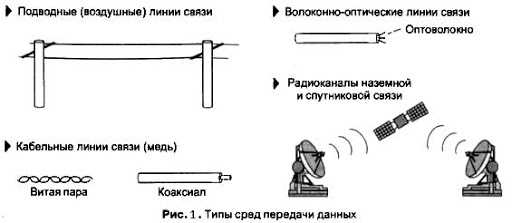 Подводные (воздушные) линии связи
Волоконно-оптические линии связи
Оптоволокно
Радиоканалы наземной
и спутниковой связи
Кабельные линии связи (медь)
Витая пара
Коаксиал
Рис. 1. Типы сред передачи данных